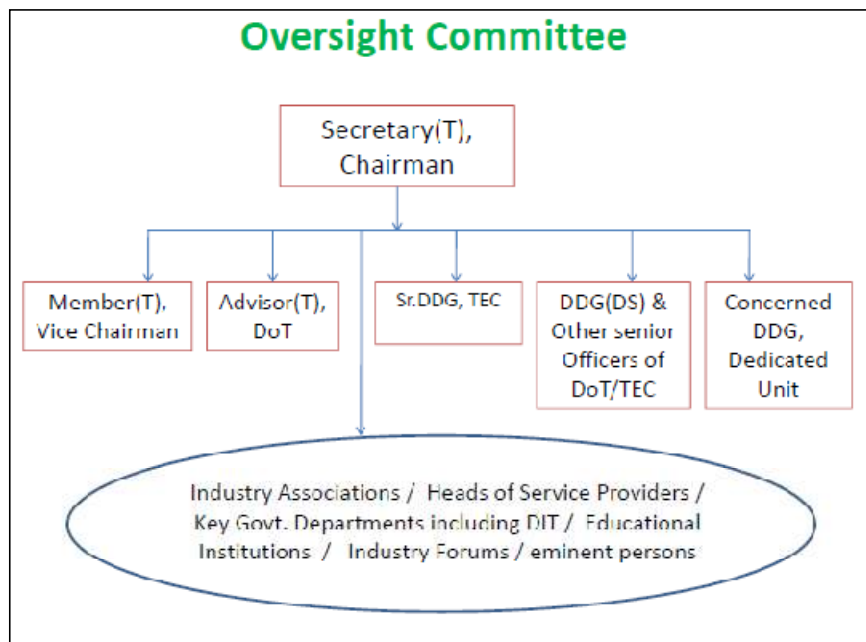 Oversight Committee
Secretary(T),
Chairman
Member(T),
Vice Chairman
Advisor(T),
DoT
Sr.DDG, TEC
DDG(DS) &
Other senior
Officers of
DoT/TEC
Concerned
DDG,
Dedicated
Unit
Industry Associations / Heads of Service Providers /
Key Govt. Departments including DIT / Educational
Institutions / Industry Forums / eminent persons